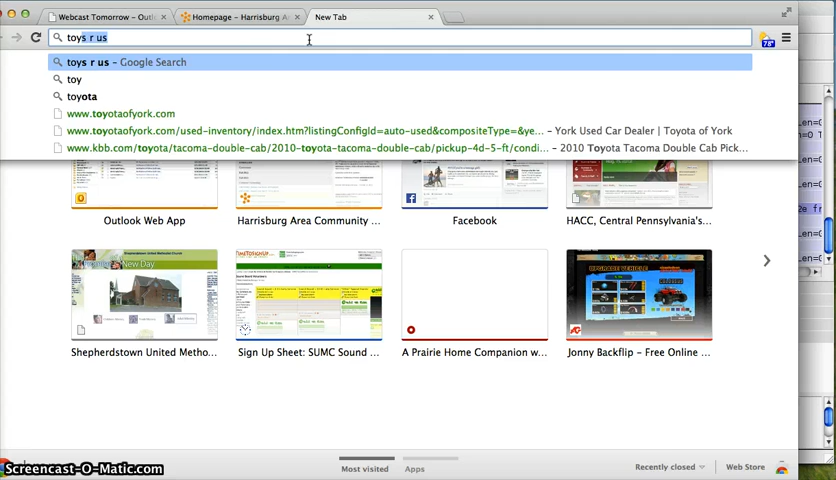 Webcast Tomorrow – Outl × Homepage – Harrisburg A × New Tab ×
toys r us
78°
toys r us – Google Search
toy
toyota
www.toyotaofyork.com
www.toyotaofyork.com/used-inventory/index.htm?listingConfigId=auto-used&compositeType=&ye... – York Used Car Dealer | Toyota of York
www.kbb.com/toyota/tacoma-double-cab/2010-toyota-tacoma-double-cab/pickup-4d-5-ft/condi... – 2010 Toyota Tacoma Double Cab Pick...
Outlook Web App
Harrisburg Area Community ...
Facebook
HACC, Central Pennsylvania's...
New Day
UPGRADE VEHICLE
Shepherdstown United Metho...
Sign Up Sheet: SUMC Sound ...
A Prairie Home Companion w...
Jonny Backflip – Free Online ...
Most visited
Apps
Recently closed
Web Store
Screencast-O-Matic.com